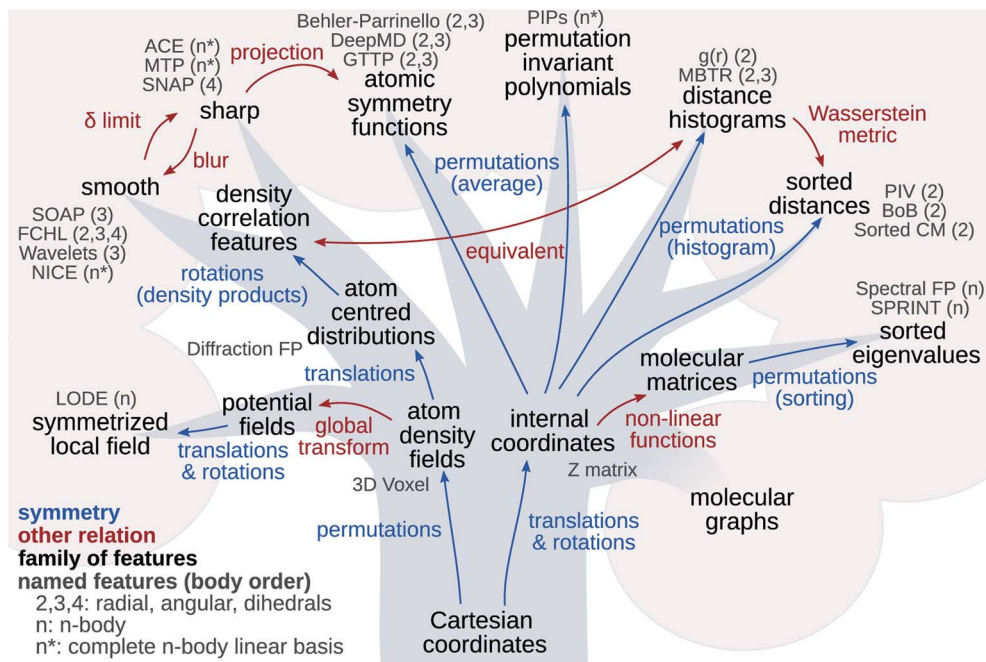 Behler-Parrinello (2,3)
DeepMD (2,3)
GTTP (2,3)
atomic
symmetry
functions
PIPs (n*)
permutation
invariant
polynomials
ACE (n*)
MTP (n*)
SNAP (4)
sharp
projection
g(r) (2)
MBTR (2,3)
distance
histograms
Wasserstein
metric
δ limit
blur
smooth
SOAP (3)
FCHL (2,3,4)
Wavelets (3)
NICE (n*)
density
correlation
features
permutations
(average)
equivalent
permutations
(histogram)
sorted
distances
PIV (2)
BoB (2)
Sorted CM (2)
rotations
(density products)
atom
centred
distributions
Diffraction FP
translations
Spectral FP (n)
SPRINT (n)
sorted
eigenvalues
molecular
matrices
permutations
(sorting)
LODE (n)
symmetrized
local field
potential
fields
translations
& rotations
global
transform
atom
density
fields
3D Voxel
internal
coordinates
non-linear
functions
Z matrix
molecular
graphs
permutations
translations
& rotations
Cartesian
coordinates
symmetry
other relation
family of features
named features (body order)
2,3,4: radial, angular, dihedrals
n: n-body
n*: complete n-body linear basis